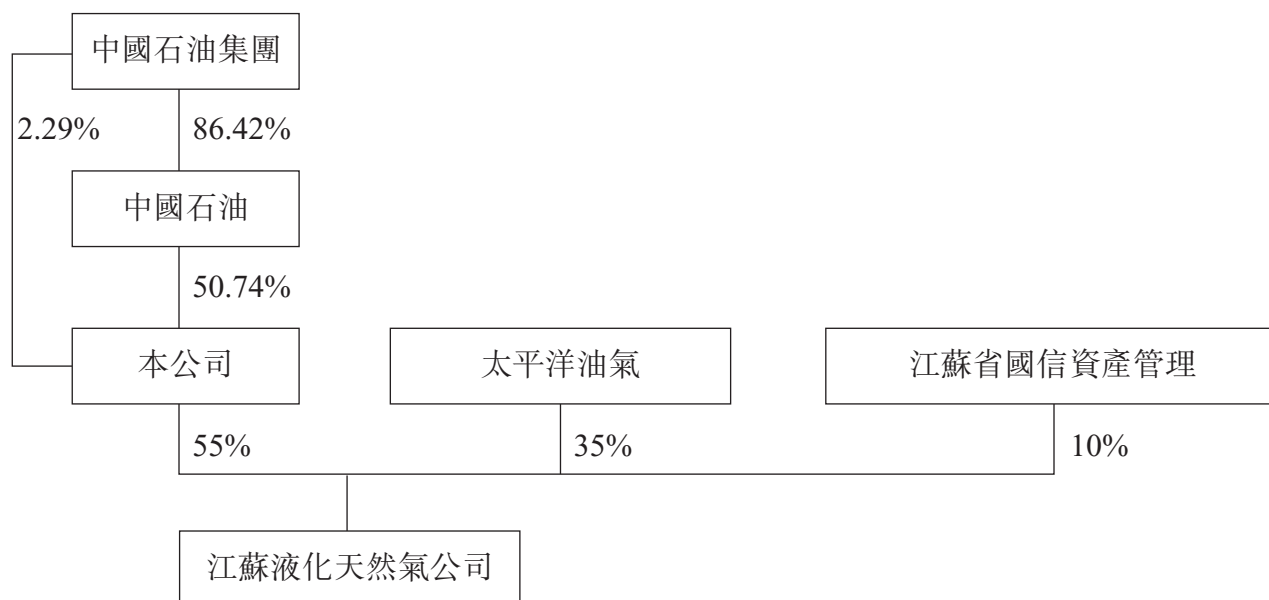 中國石油集團
2.29%
86.42%
中國石油
50.74%
本公司
太平洋油氣
江蘇省國信資產管理
55%
35%
10%
江蘇液化天然氣公司